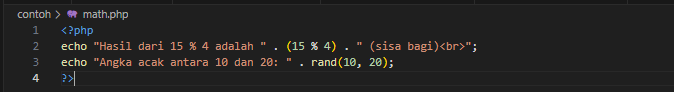 contoh > math.php
1 <?php
2 echo "Hasil dari 15 % 4 adalah " . (15 % 4) . " (sisa bagi)<br>";
3 echo "Angka acak antara 10 dan 20: " . rand(10, 20);
4 ?>